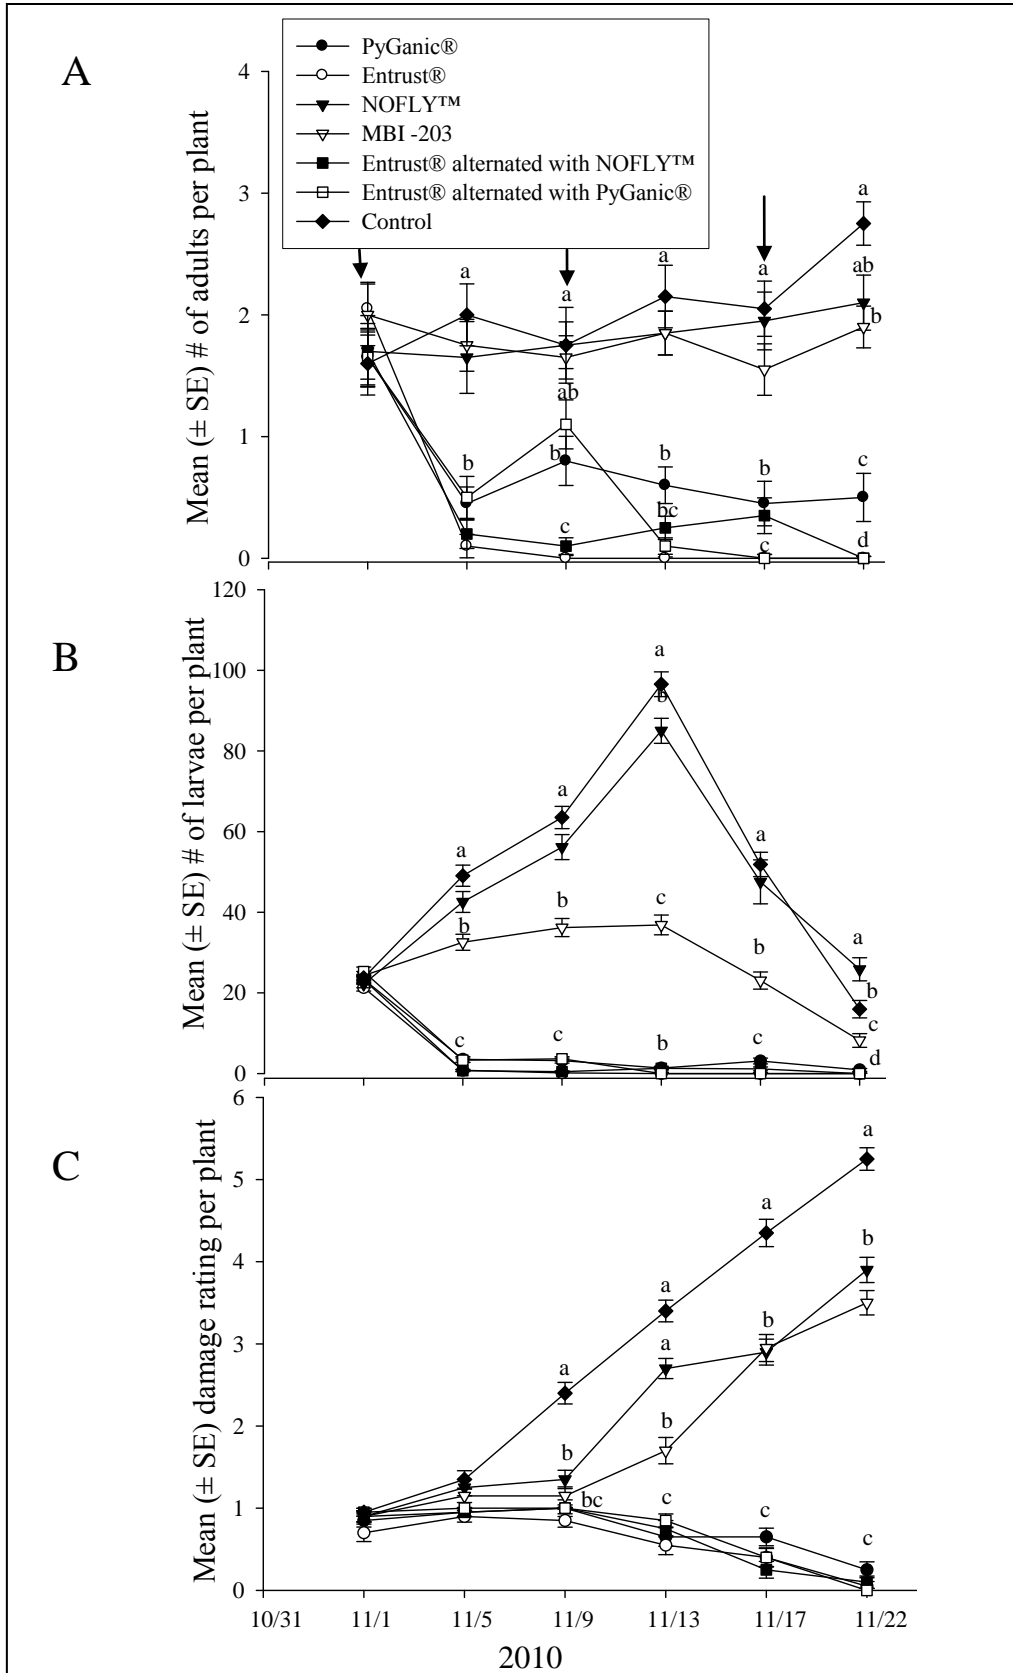 PyGanic®
Entrust®
NOFLY™
MBI -203
Entrust® alternated with NOFLY™
Entrust® alternated with PyGanic®
Control
A
Mean (± SE) # of adults per plant
4
3
2
1
0
a
a
a
a
a
ab
b
ab
b
b
b
b
c
c
bc
c
d
B
Mean (± SE) # of larvae per plant
120
100
80
60
40
20
0
a
b
a
a
a
c
b
b
b
a
b
c
c
c
b
c
d
C
Mean (± SE) damage rating per plant
6
5
4
3
2
1
0
a
a
b
a
a
a
b
b
b
bc
c
c
c
10/31 11/1 11/5 11/9 11/13 11/17 11/22
2010